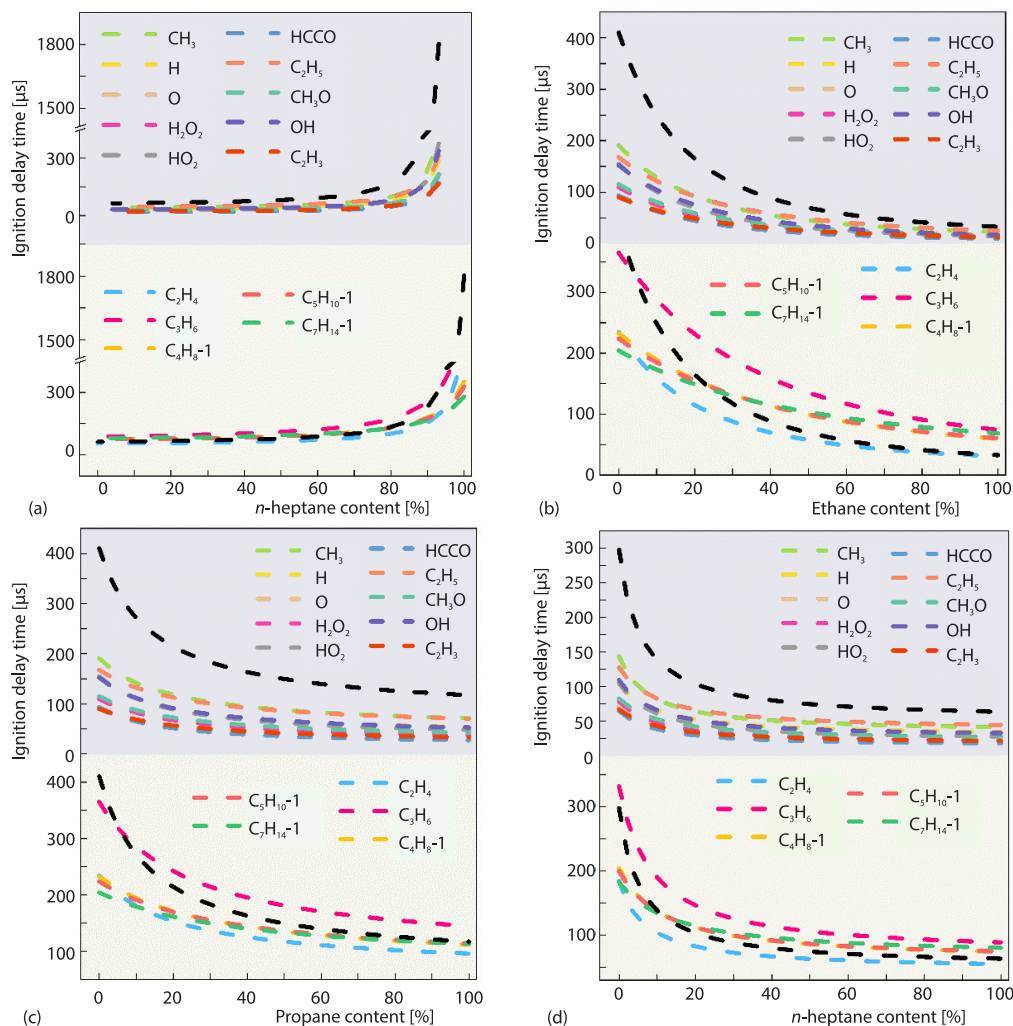 Ignition delay time [µs]
1800
1500
300
0
CH₃
H
O
H₂O₂
HO₂
HCCO
C₂H₅
CH₃O
OH
C₂H₃
1800
1500
300
0
C₂H₄
C₃H₆
C₄H₈-1
C₅H₁₀-1
C₇H₁₄-1
0 20 40 60 80 100
(a)
n-heptane content [%]
Ignition delay time [µs]
400
300
200
100
0
CH₃
H
O
H₂O₂
HO₂
HCCO
C₂H₅
CH₃O
OH
C₂H₃
300
200
100
0
C₅H₁₀-1
C₇H₁₄-1
C₂H₄
C₃H₆
C₄H₈-1
0 20 40 60 80 100
(b)
Ethane content [%]
Ignition delay time [µs]
400
300
200
100
0
CH₃
H
O
H₂O₂
HO₂
HCCO
C₂H₅
CH₃O
OH
C₂H₃
400
300
200
100
C₅H₁₀-1
C₇H₁₄-1
C₂H₄
C₃H₆
C₄H₈-1
0 20 40 60 80 100
(c)
Propane content [%]
Ignition delay time [µs]
300
250
200
150
100
50
0
CH₃
H
O
H₂O₂
HO₂
HCCO
C₂H₅
CH₃O
OH
C₂H₃
300
200
100
C₂H₄
C₃H₆
C₄H₈-1
C₅H₁₀-1
C₇H₁₄-1
0 20 40 60 80 100
(d)
n-heptane content [%]